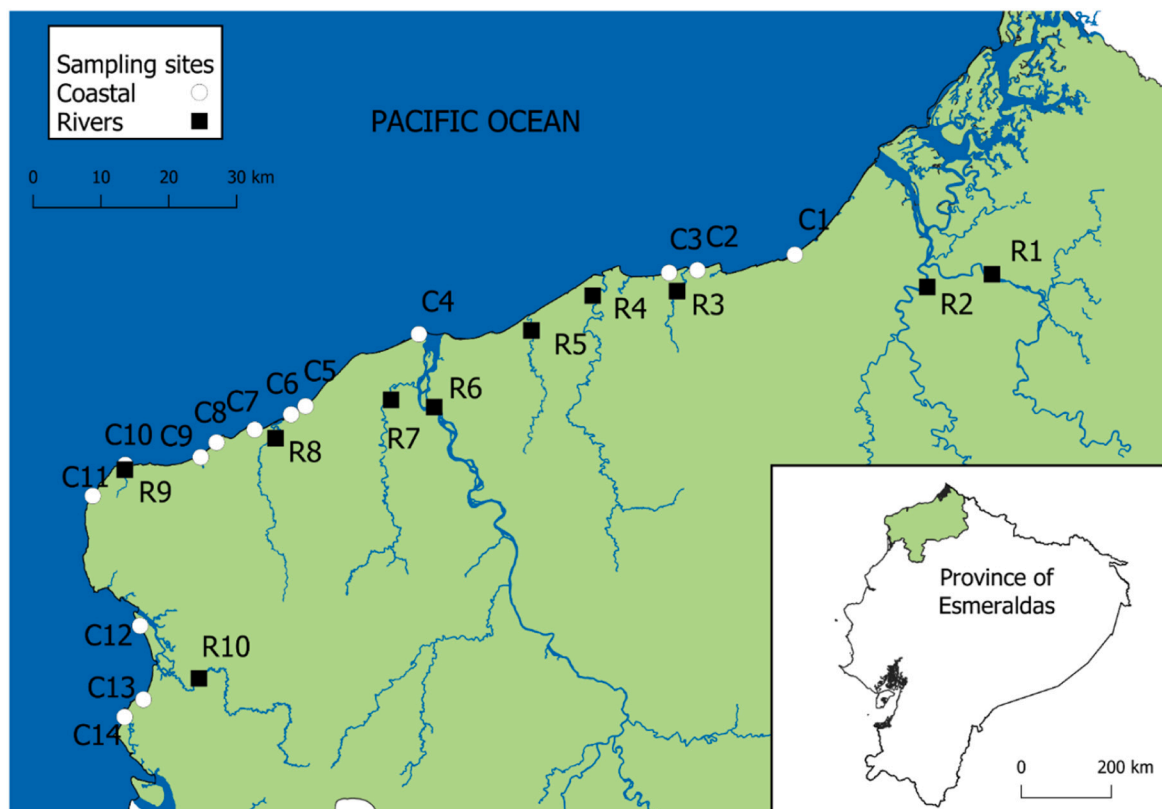 Sampling sites
Coastal
Rivers
PACIFIC OCEAN
0 10 20 30 km
C1
C3 C2
R1
R2
R3
R4
C4
R5
C5
C6
C7
C8
R6
R7
R8
C10 C9
R9
C11
C12
R10
C13
C14
Province of
Esmeraldas
0 200 km